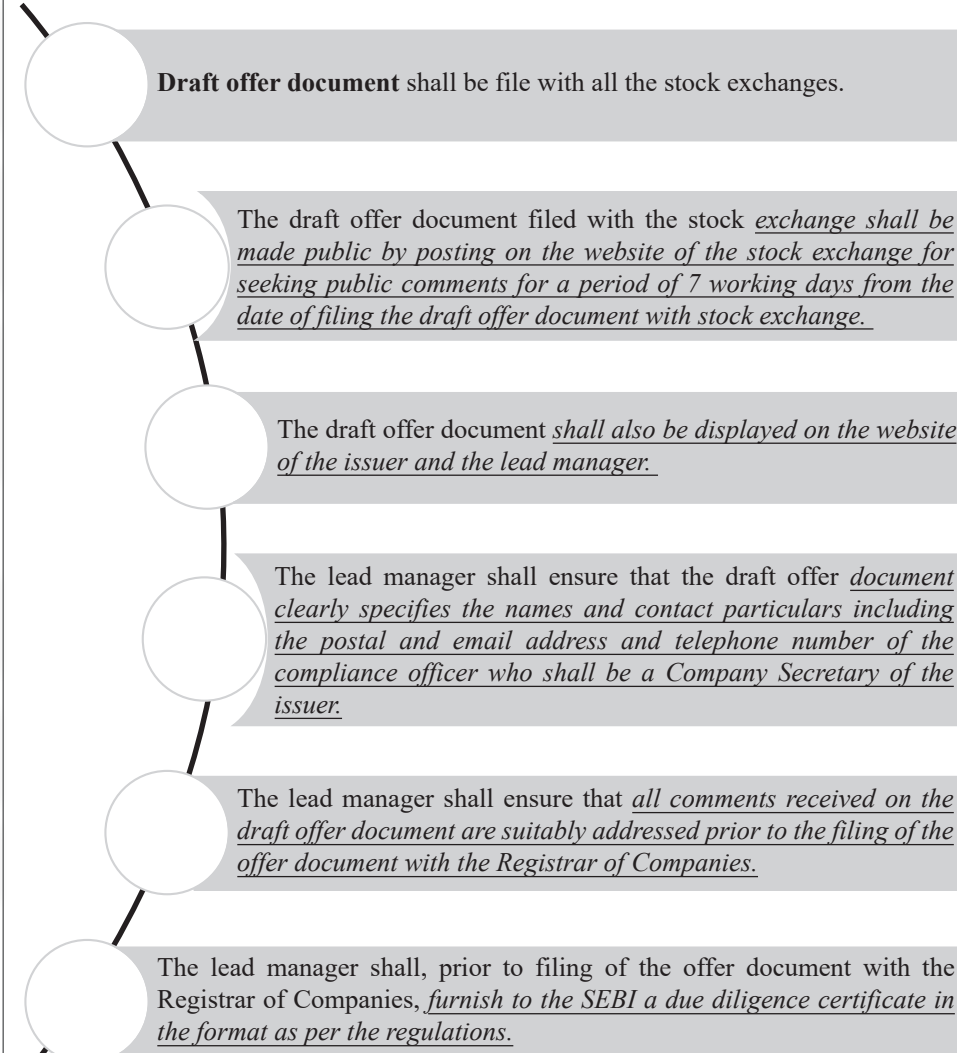 Draft offer document shall be file with all the stock exchanges.
The draft offer document filed with the stock exchange shall be
made public by posting on the website of the stock exchange for
seeking public comments for a period of 7 working days from the
date of filing the draft offer document with stock exchange.
The draft offer document shall also be displayed on the website
of the issuer and the lead manager.
The lead manager shall ensure that the draft offer document
clearly specifies the names and contact particulars including
the postal and email address and telephone number of the
compliance officer who shall be a Company Secretary of the
issuer.
The lead manager shall ensure that all comments received on the
draft offer document are suitably addressed prior to the filing of the
offer document with the Registrar of Companies.
The lead manager shall, prior to filing of the offer document with the
Registrar of Companies, furnish to the SEBI a due diligence certificate in
the format as per the regulations.